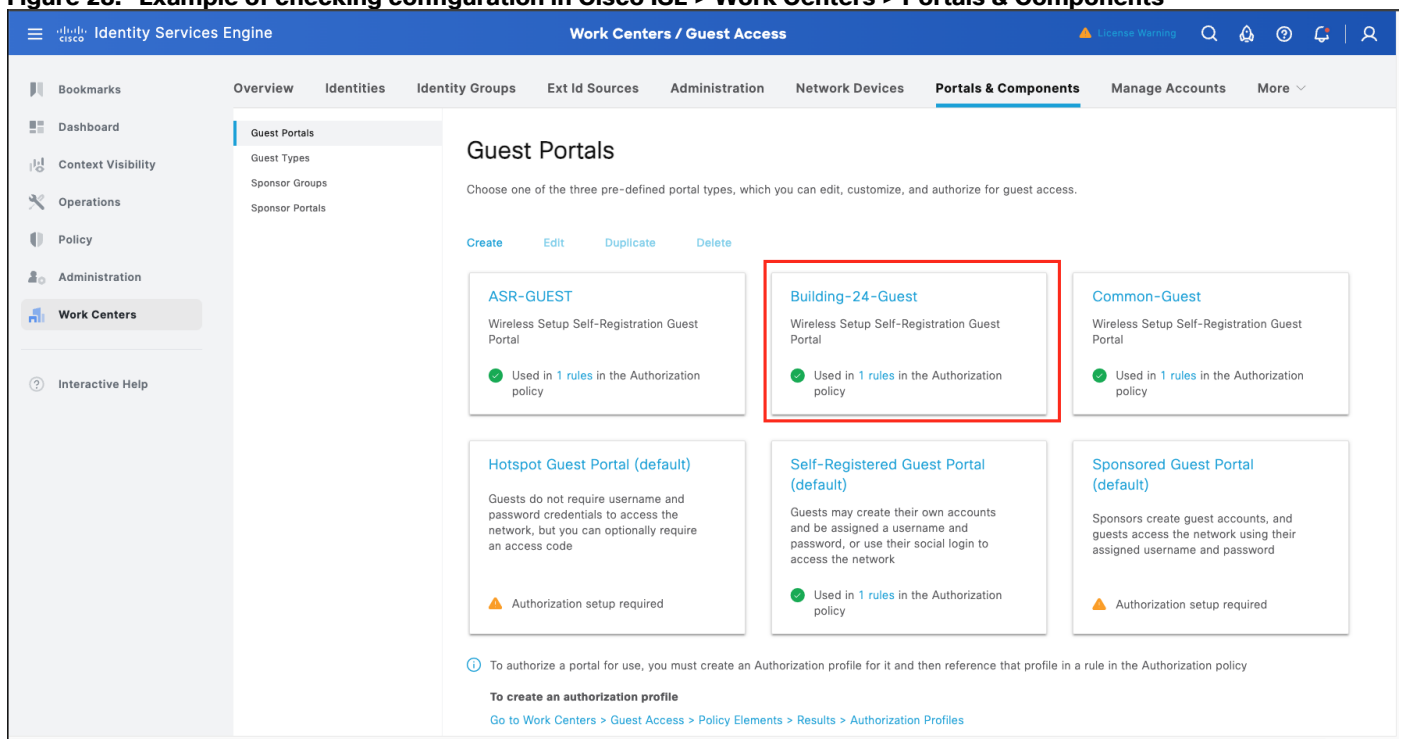 Figure 28. Example of checking configuration in Cisco ISE > Work Centers > Portals & Components
cisco Identity Services Engine
Work Centers / Guest Access
License Warning
Bookmarks
Dashboard
Context Visibility
Operations
Policy
Administration
Work Centers
Interactive Help
Overview Identities Identity Groups Ext Id Sources Administration Network Devices Portals & Components Manage Accounts More
Guest Portals
Guest Types
Sponsor Groups
Sponsor Portals
Guest Portals
Choose one of the three pre-defined portal types, which you can edit, customize, and authorize for guest access.
Create Edit Duplicate Delete
ASR-GUEST
Wireless Setup Self-Registration Guest
Portal
Used in 1 rules in the Authorization
policy
Building-24-Guest
Wireless Setup Self-Registration Guest
Portal
Used in 1 rules in the Authorization
policy
Common-Guest
Wireless Setup Self-Registration Guest
Portal
Used in 1 rules in the Authorization
policy
Hotspot Guest Portal (default)
Guests do not require username and
password credentials to access the
network, but you can optionally require
an access code
Authorization setup required
Self-Registered Guest Portal
(default)
Guests may create their own accounts
and be assigned a username and
password, or use their social login to
access the network
Used in 1 rules in the Authorization
policy
Sponsored Guest Portal
(default)
Sponsors create guest accounts, and
guests access the network using their
assigned username and password
Authorization setup required
To authorize a portal for use, you must create an Authorization profile for it and then reference that profile in a rule in the Authorization policy
To create an authorization profile
Go to Work Centers > Guest Access > Policy Elements > Results > Authorization Profiles